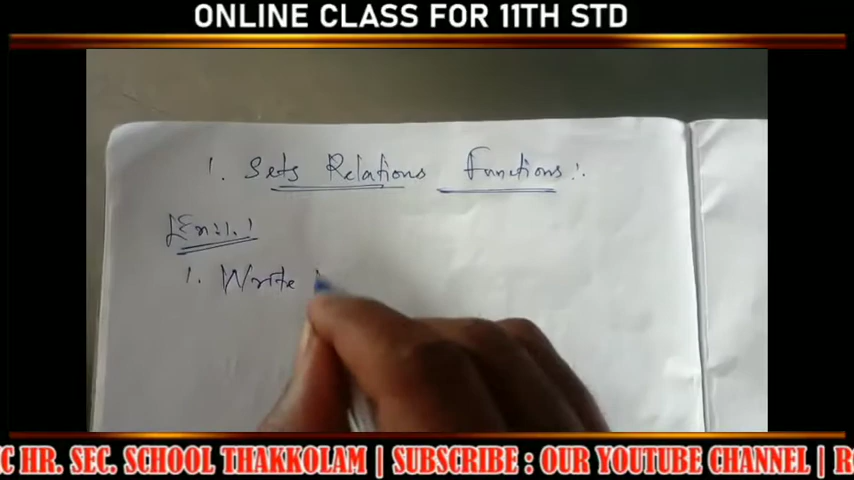 ONLINE CLASS FOR 11TH STD
1. Sets Relations Functions:.
Ex:1.1
1. Write
C HR. SEC. SCHOOL THAKKOLAM | SUBSCRIBE : OUR YOUTUBE CHANNEL |